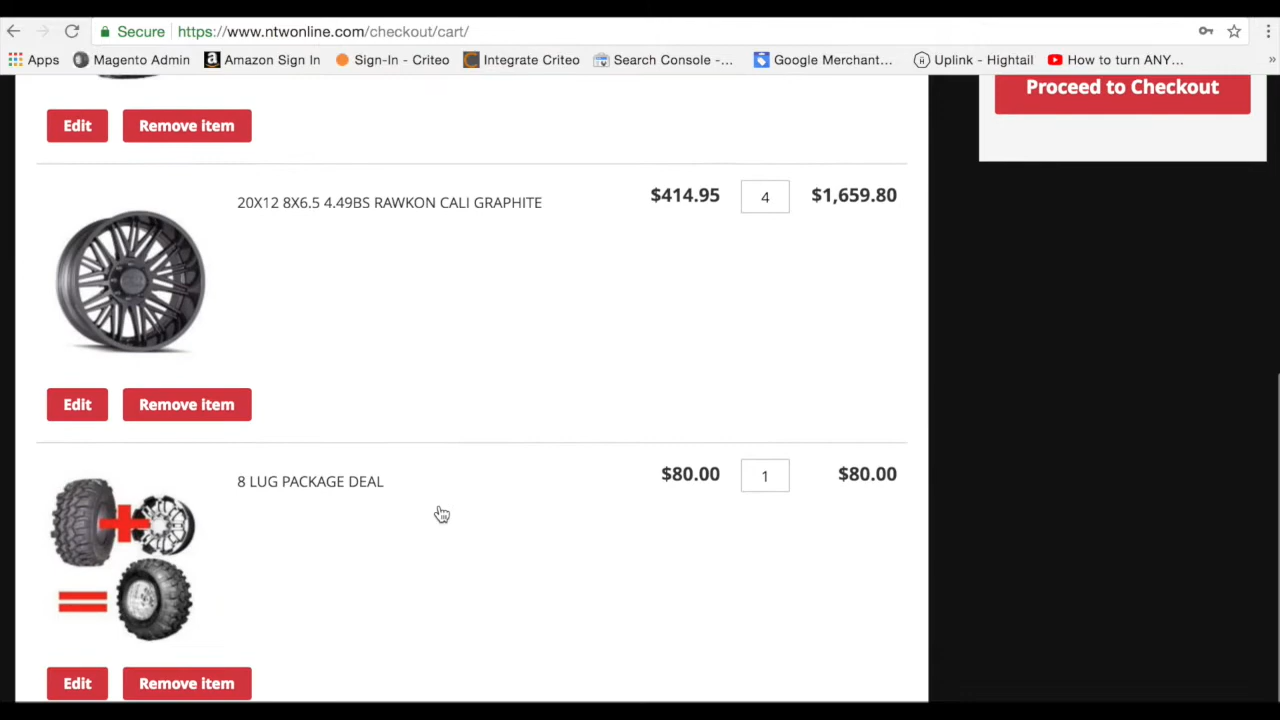 Secure https://www.ntwonline.com/checkout/cart/
Apps Magento Admin Amazon Sign In Sign-In - Criteo Integrate Criteo Search Console -... Google Merchant... Uplink - Hightail How to turn ANY... »
Proceed to Checkout
Edit Remove item
20X12 8X6.5 4.49BS RAWKON CALI GRAPHITE $414.95 4 $1,659.80
Edit Remove item
8 LUG PACKAGE DEAL $80.00 1 $80.00
Edit Remove item